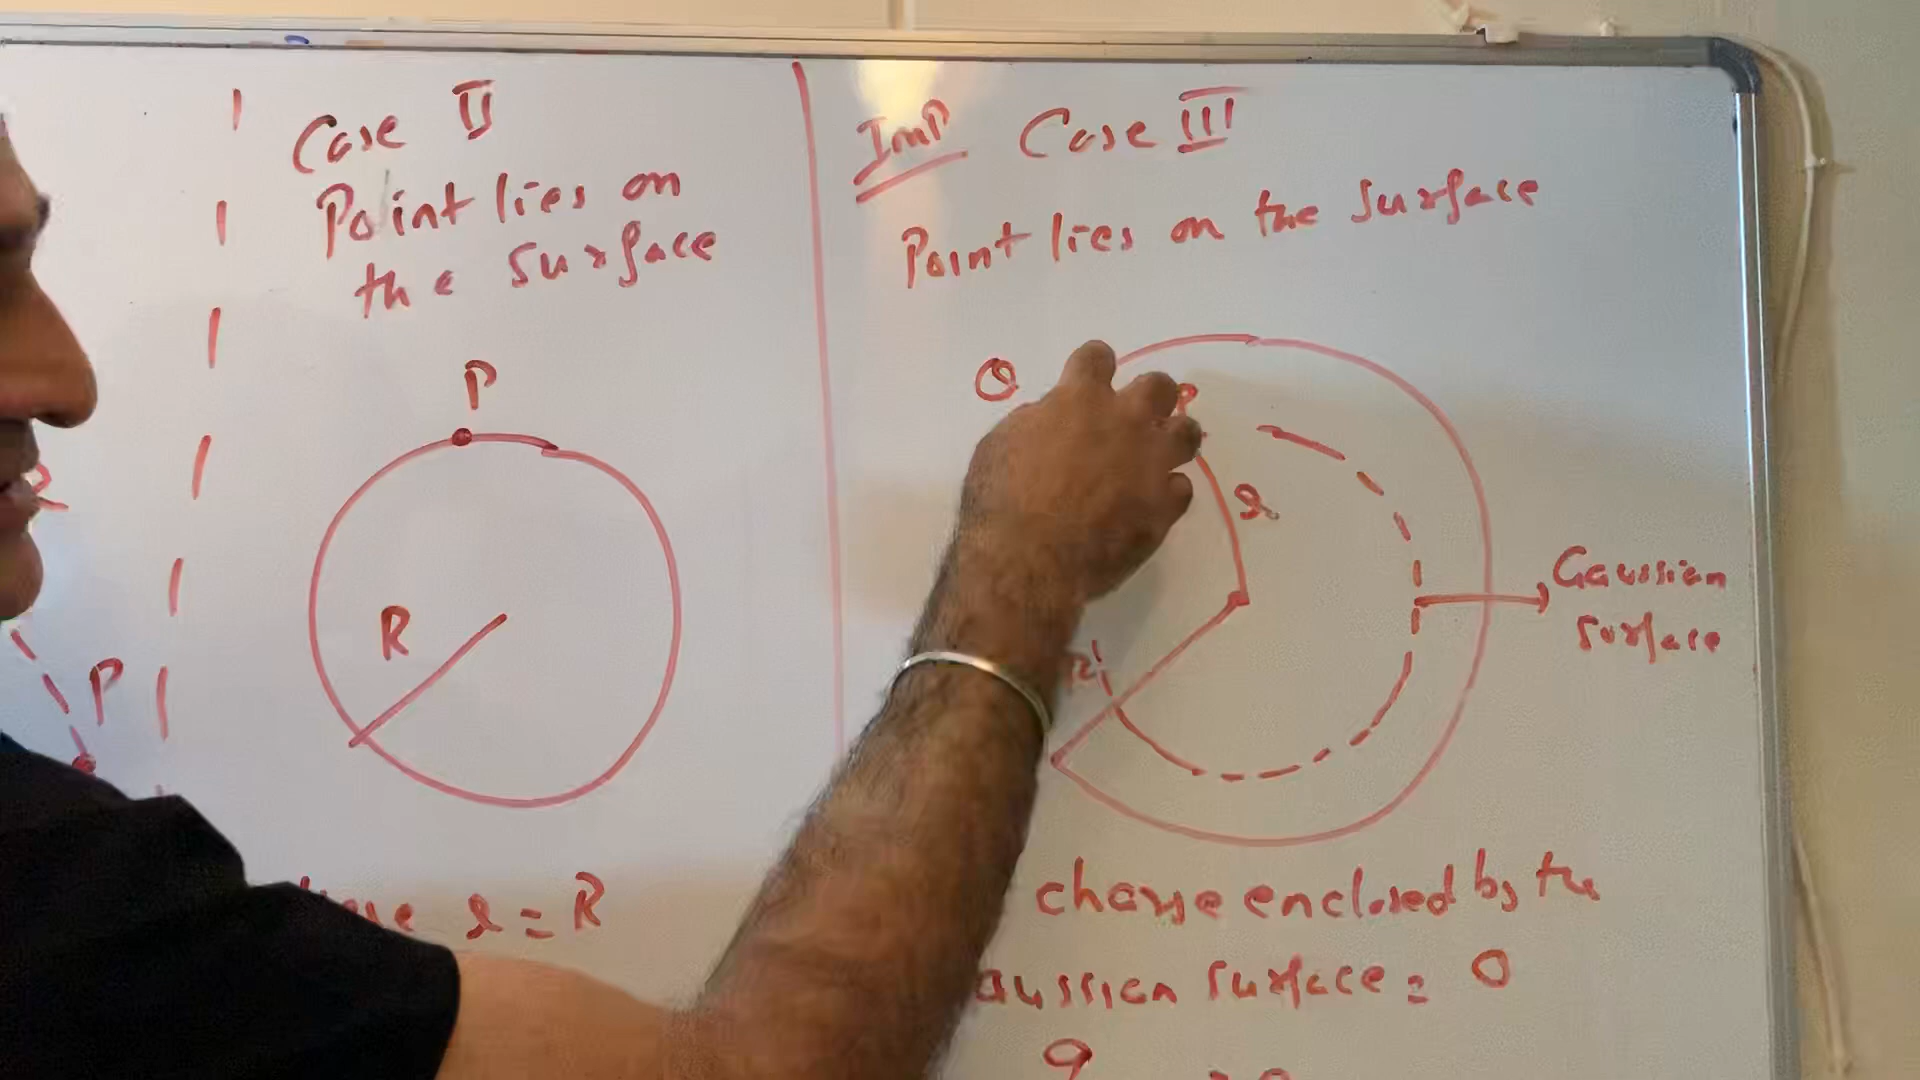 Case II
Point lies on
the surface
P
R
r = R
P
Imp Case III
Point lies on the surface
Q
P
r
R
Gaussian
surface
charge enclosed by the
aussian surface = 0
q